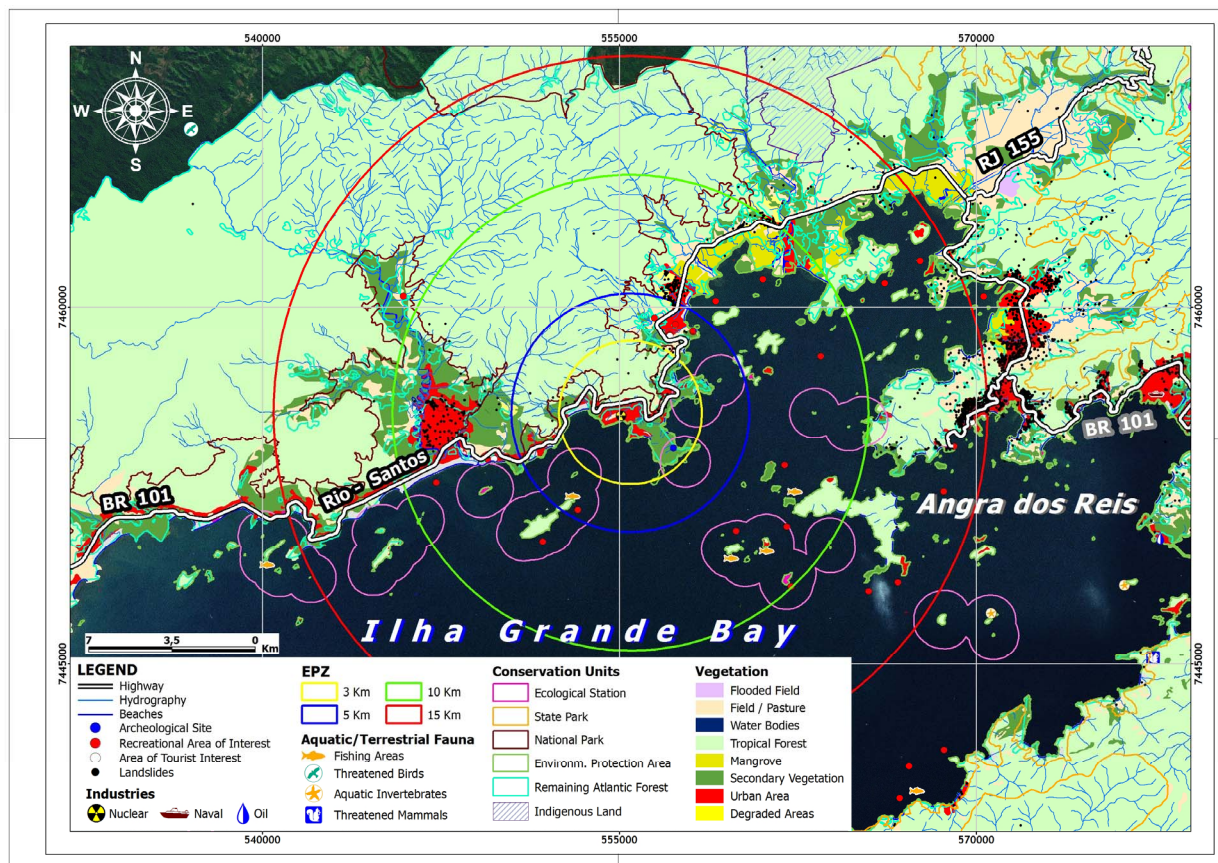 540000
555000
570000
N
W
E
S
RJ 155
7460000
7460000
BR 101
Rio - Santos
BR 101
Angra dos Reis
Ilha Grande Bay
7
3,5
0
Km
7445000
7445000
LEGEND
Highway
Hydrography
Beaches
Archeological Site
Recreational Area of Interest
Area of Tourist Interest
Landslides
Industries
Nuclear
Naval
Oil
EPZ
3 Km
10 Km
5 Km
15 Km
Aquatic/Terrestrial Fauna
Fishing Areas
Threatened Birds
Aquatic Invertebrates
Threatened Mammals
Conservation Units
Ecological Station
State Park
National Park
Environm. Protection Area
Remaining Atlantic Forest
Indigenous Land
Vegetation
Flooded Field
Field / Pasture
Water Bodies
Tropical Forest
Mangrove
Secondary Vegetation
Urban Area
Degraded Areas
540000
555000
570000